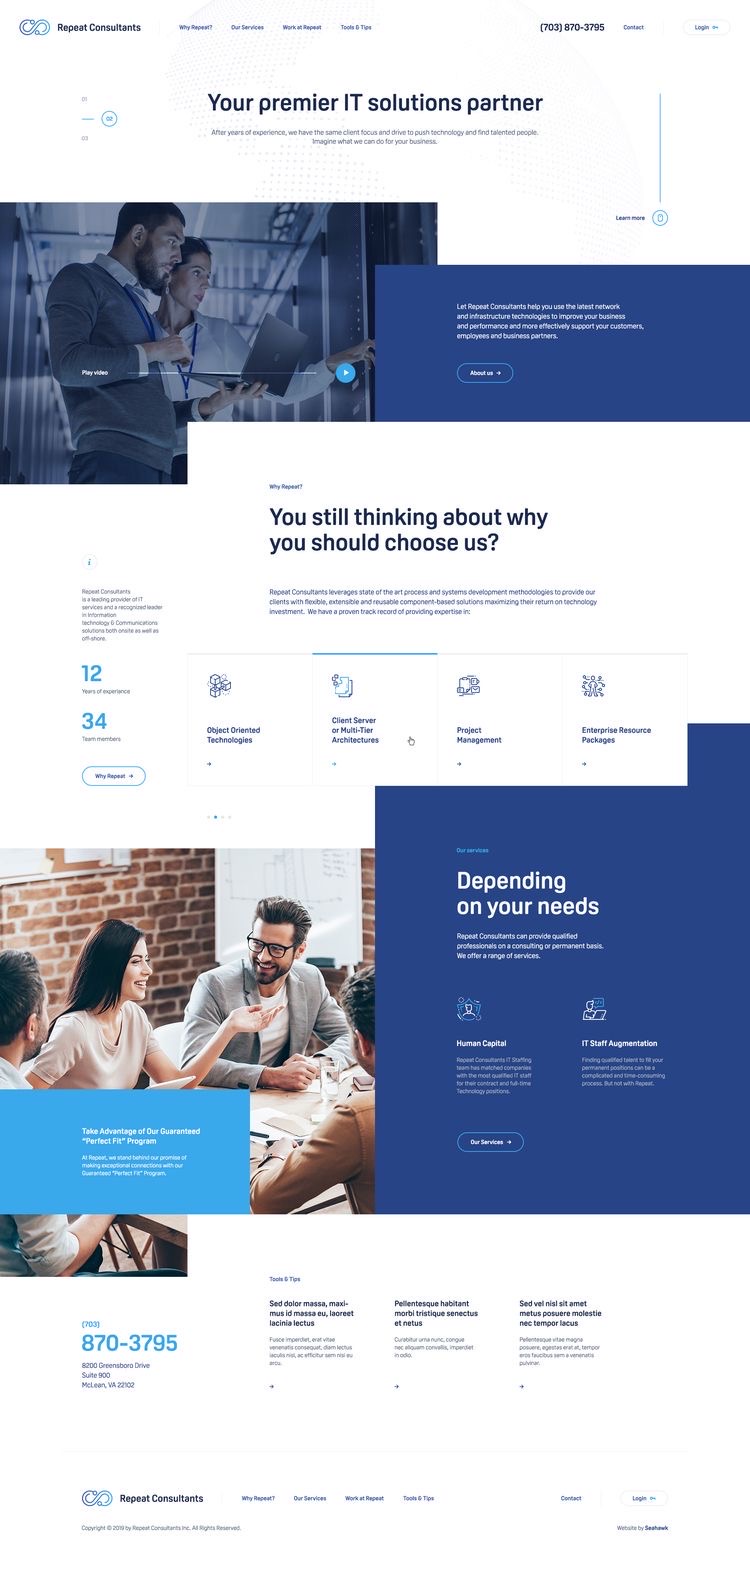 Repeat Consultants
Why Repeat?
Our Services
Work at Repeat
Tools & Tips
(703) 870-3795
Contact
Login
01
02
03
Your premier IT solutions partner
After years of experience, we have the same client focus and drive to push technology and find talented people.
Imagine what we can do for your business.
Learn more
Play video
Let Repeat Consultants help you use the latest network
and infrastructure technologies to improve your business
and performance and more effectively support your customers,
employees and business partners.
About us
Why Repeat?
You still thinking about why
you should choose us?
Repeat Consultants leverages state of the art process and systems development methodologies to provide our
clients with flexible, extensible and reusable component-based solutions maximizing their return on technology
investment. We have a proven track record of providing expertise in:
i
Repeat Consultants
is a leading provider of IT
services and a recognized leader
in Information
technology & Communications
solutions both onsite as well as
off-shore.
12
Years of experience
34
Team members
Why Repeat
Object Oriented
Technologies
Client Server
or Multi-Tier
Architectures
Project
Management
Enterprise Resource
Packages
Our services
Depending
on your needs
Repeat Consultants can provide qualified
professionals on a consulting or permanent basis.
We offer a range of services.
Human Capital
Repeat Consultants IT Staffing
team has matched companies
with the most qualified IT staff
for their contract and full-time
Technology positions.
IT Staff Augmentation
Finding qualified talent to fill your
permanent positions can be a
complicated and time-consuming
process. But not with Repeat.
Our Services
Take Advantage of Our Guaranteed
“Perfect Fit” Program
At Repeat, we stand behind our promise of
making exceptional connections with our
Guaranteed “Perfect Fit” Program.
(703)
870-3795
8200 Greensboro Drive
Suite 900
McLean, VA 22102
Tools & Tips
Sed dolor massa, maxi-
mus id massa eu, laoreet
lacinia lectus
Fusce imperdiet, erat vitae
venenatis consequat, diam lectus
iaculis nisl, ac efficitur sem nisi eu
arcu.
Pellentesque habitant
morbi tristique senectus
et netus
Curabitur urna nunc, congue
nec aliquam convallis, imperdiet
in odio.
Sed vel nisl sit amet
metus posuere molestie
nec tempor lacus
Pellentesque vitae magna
posuere, egestas erat at, tempor
eros faucibus sem a venenatis
pulvinar.
Repeat Consultants
Why Repeat?
Our Services
Work at Repeat
Tools & Tips
Contact
Login
Copyright © 2019 by Repeat Consultants Inc. All Rights Reserved.
Website by Seahawk